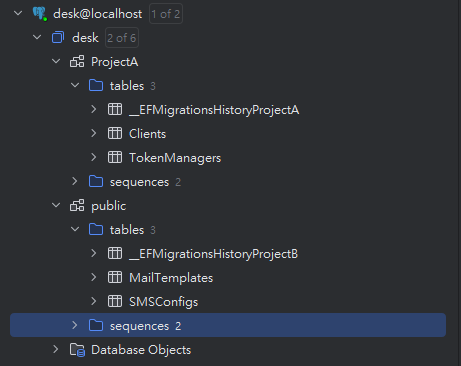 desk@localhost 1 of 2
desk 2 of 6
ProjectA
tables 3
__EFMigrationsHistoryProjectA
Clients
TokenManagers
sequences 2
public
tables 3
__EFMigrationsHistoryProjectB
MailTemplates
SMSConfigs
sequences 2
Database Objects